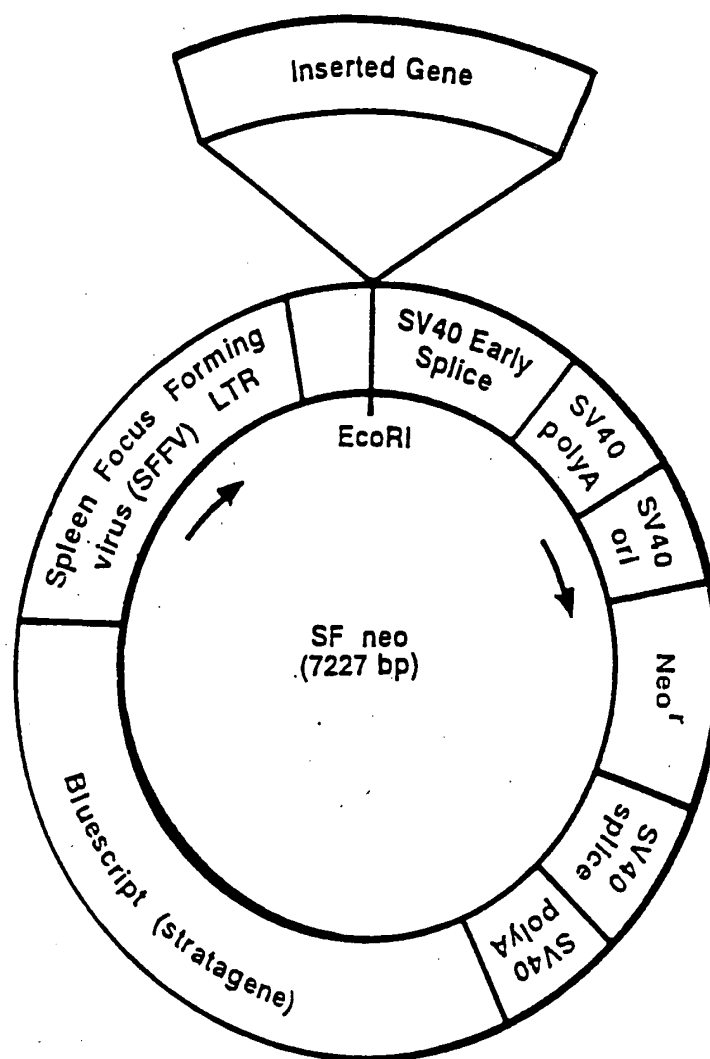 Inserted Gene
Spleen Focus Forming
virus (SFFV) LTR
SV40 Early
Splice
SV40
polyA
SV40
ori
EcoRI
SF neo
(7227 bp)
Neoʳ
SV40
splice
SV40
polyA
Bluescript (stratagene)